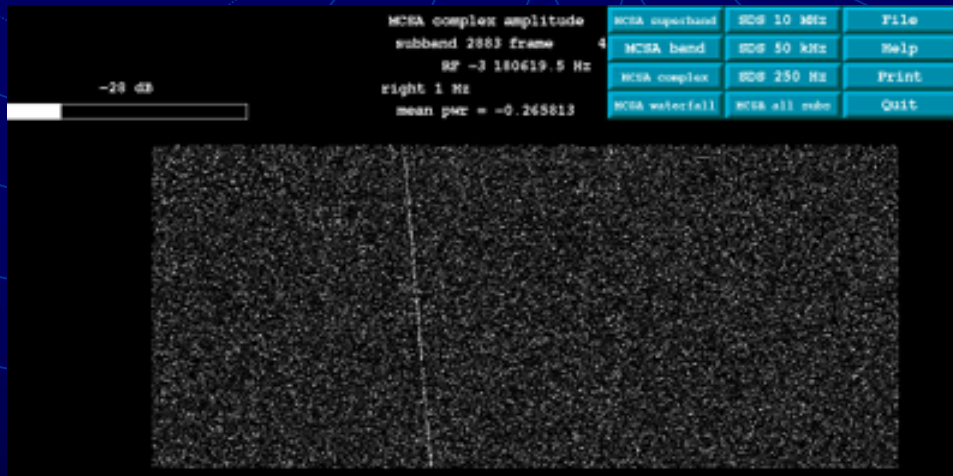 MCSA complex amplitude
subband 2883 frame 4
RF -3 180619.5 Hz
right 1 Hz
mean pwr = -0.265813
-28 dB
MCSA superband SDS 10 MHz File
MCSA band SDS 50 kHz Help
MCSA complex SDS 250 Hz Print
MCSA waterfall MCSA all subs Quit